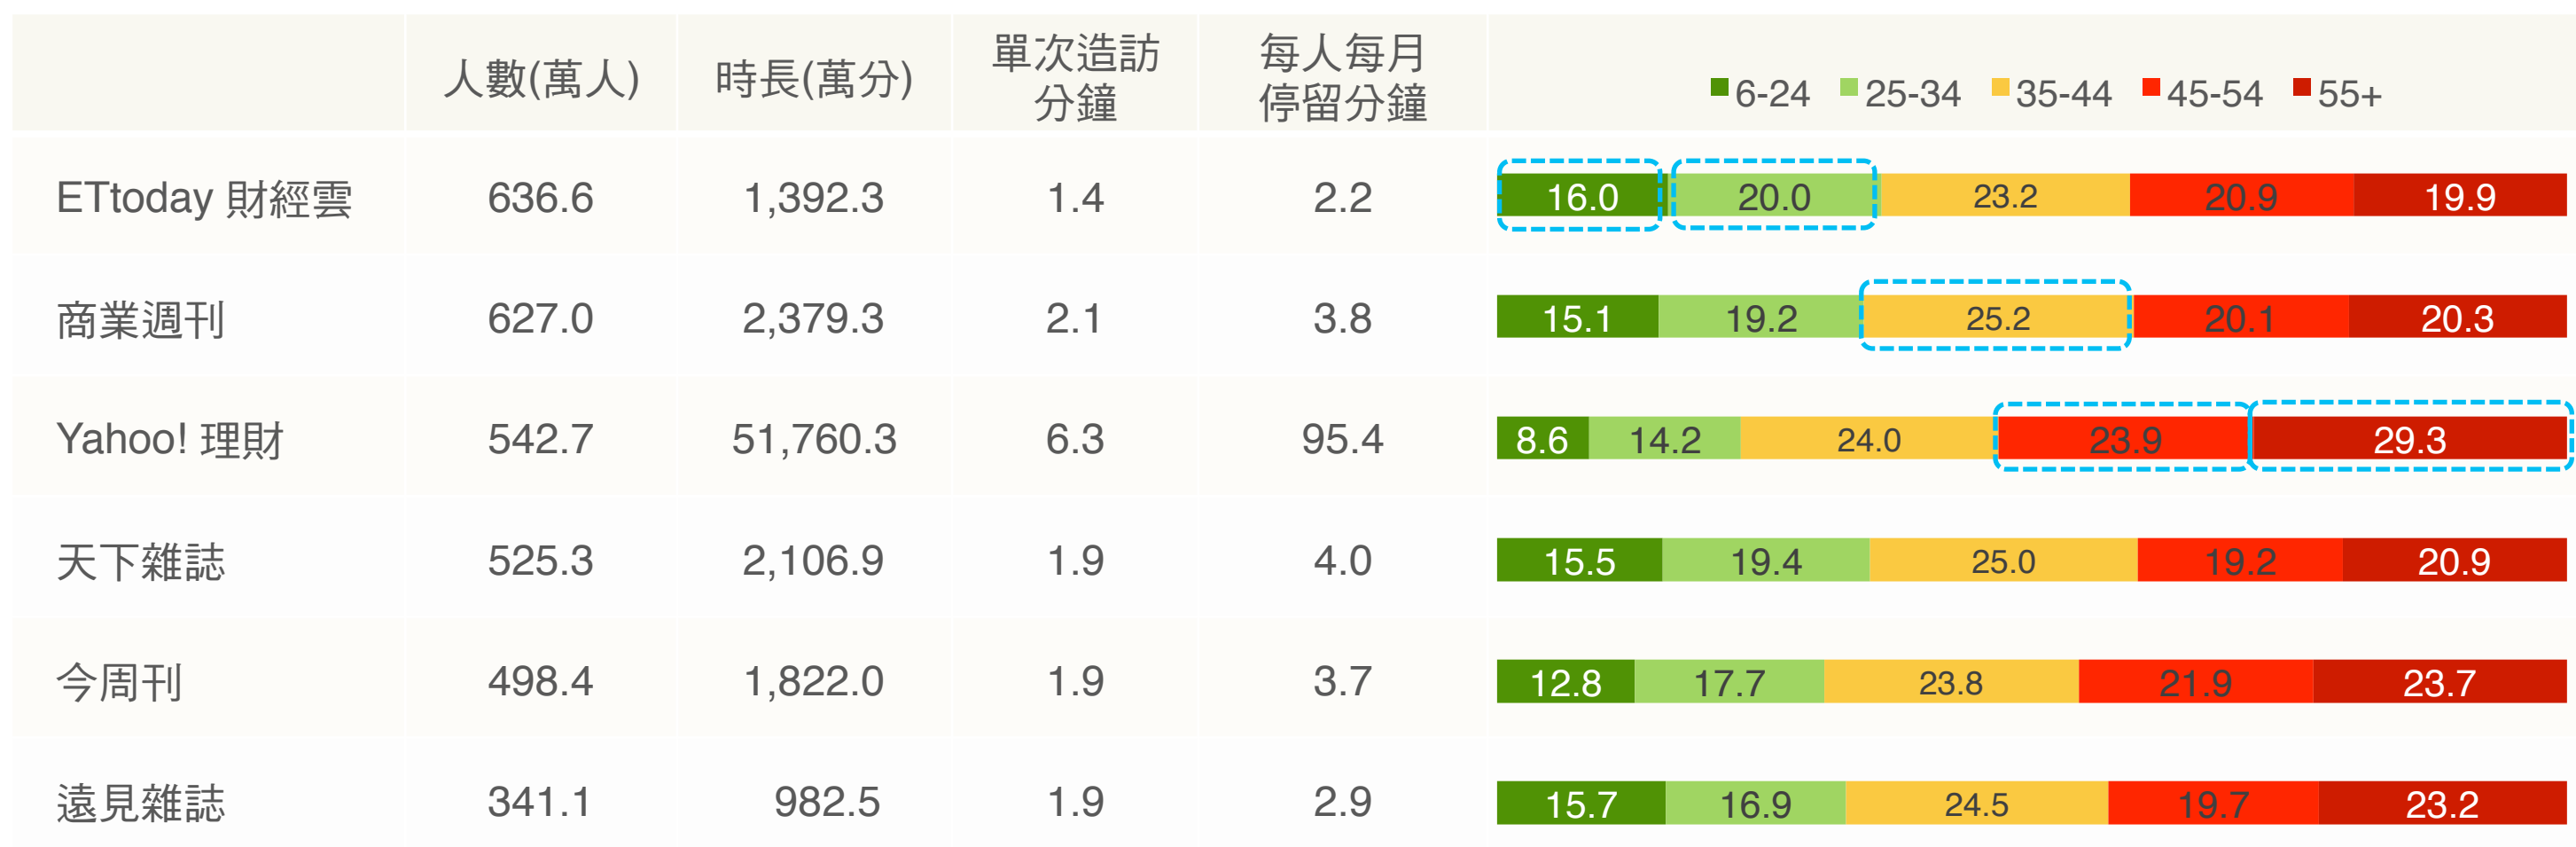 人數(萬人) 時長(萬分) 單次造訪 每人每月
分鐘 停留分鐘
6-24 25-34 35-44 45-54 55+
ETtoday 財經雲 636.6 1,392.3 1.4 2.2 16.0 20.0 23.2 20.9 19.9
商業週刊 627.0 2,379.3 2.1 3.8 15.1 19.2 25.2 20.1 20.3
Yahoo! 理財 542.7 51,760.3 6.3 95.4 8.6 14.2 24.0 23.9 29.3
天下雜誌 525.3 2,106.9 1.9 4.0 15.5 19.4 25.0 19.2 20.9
今周刊 498.4 1,822.0 1.9 3.7 12.8 17.7 23.8 21.9 23.7
遠見雜誌 341.1 982.5 1.9 2.9 15.7 16.9 24.5 19.7 23.2